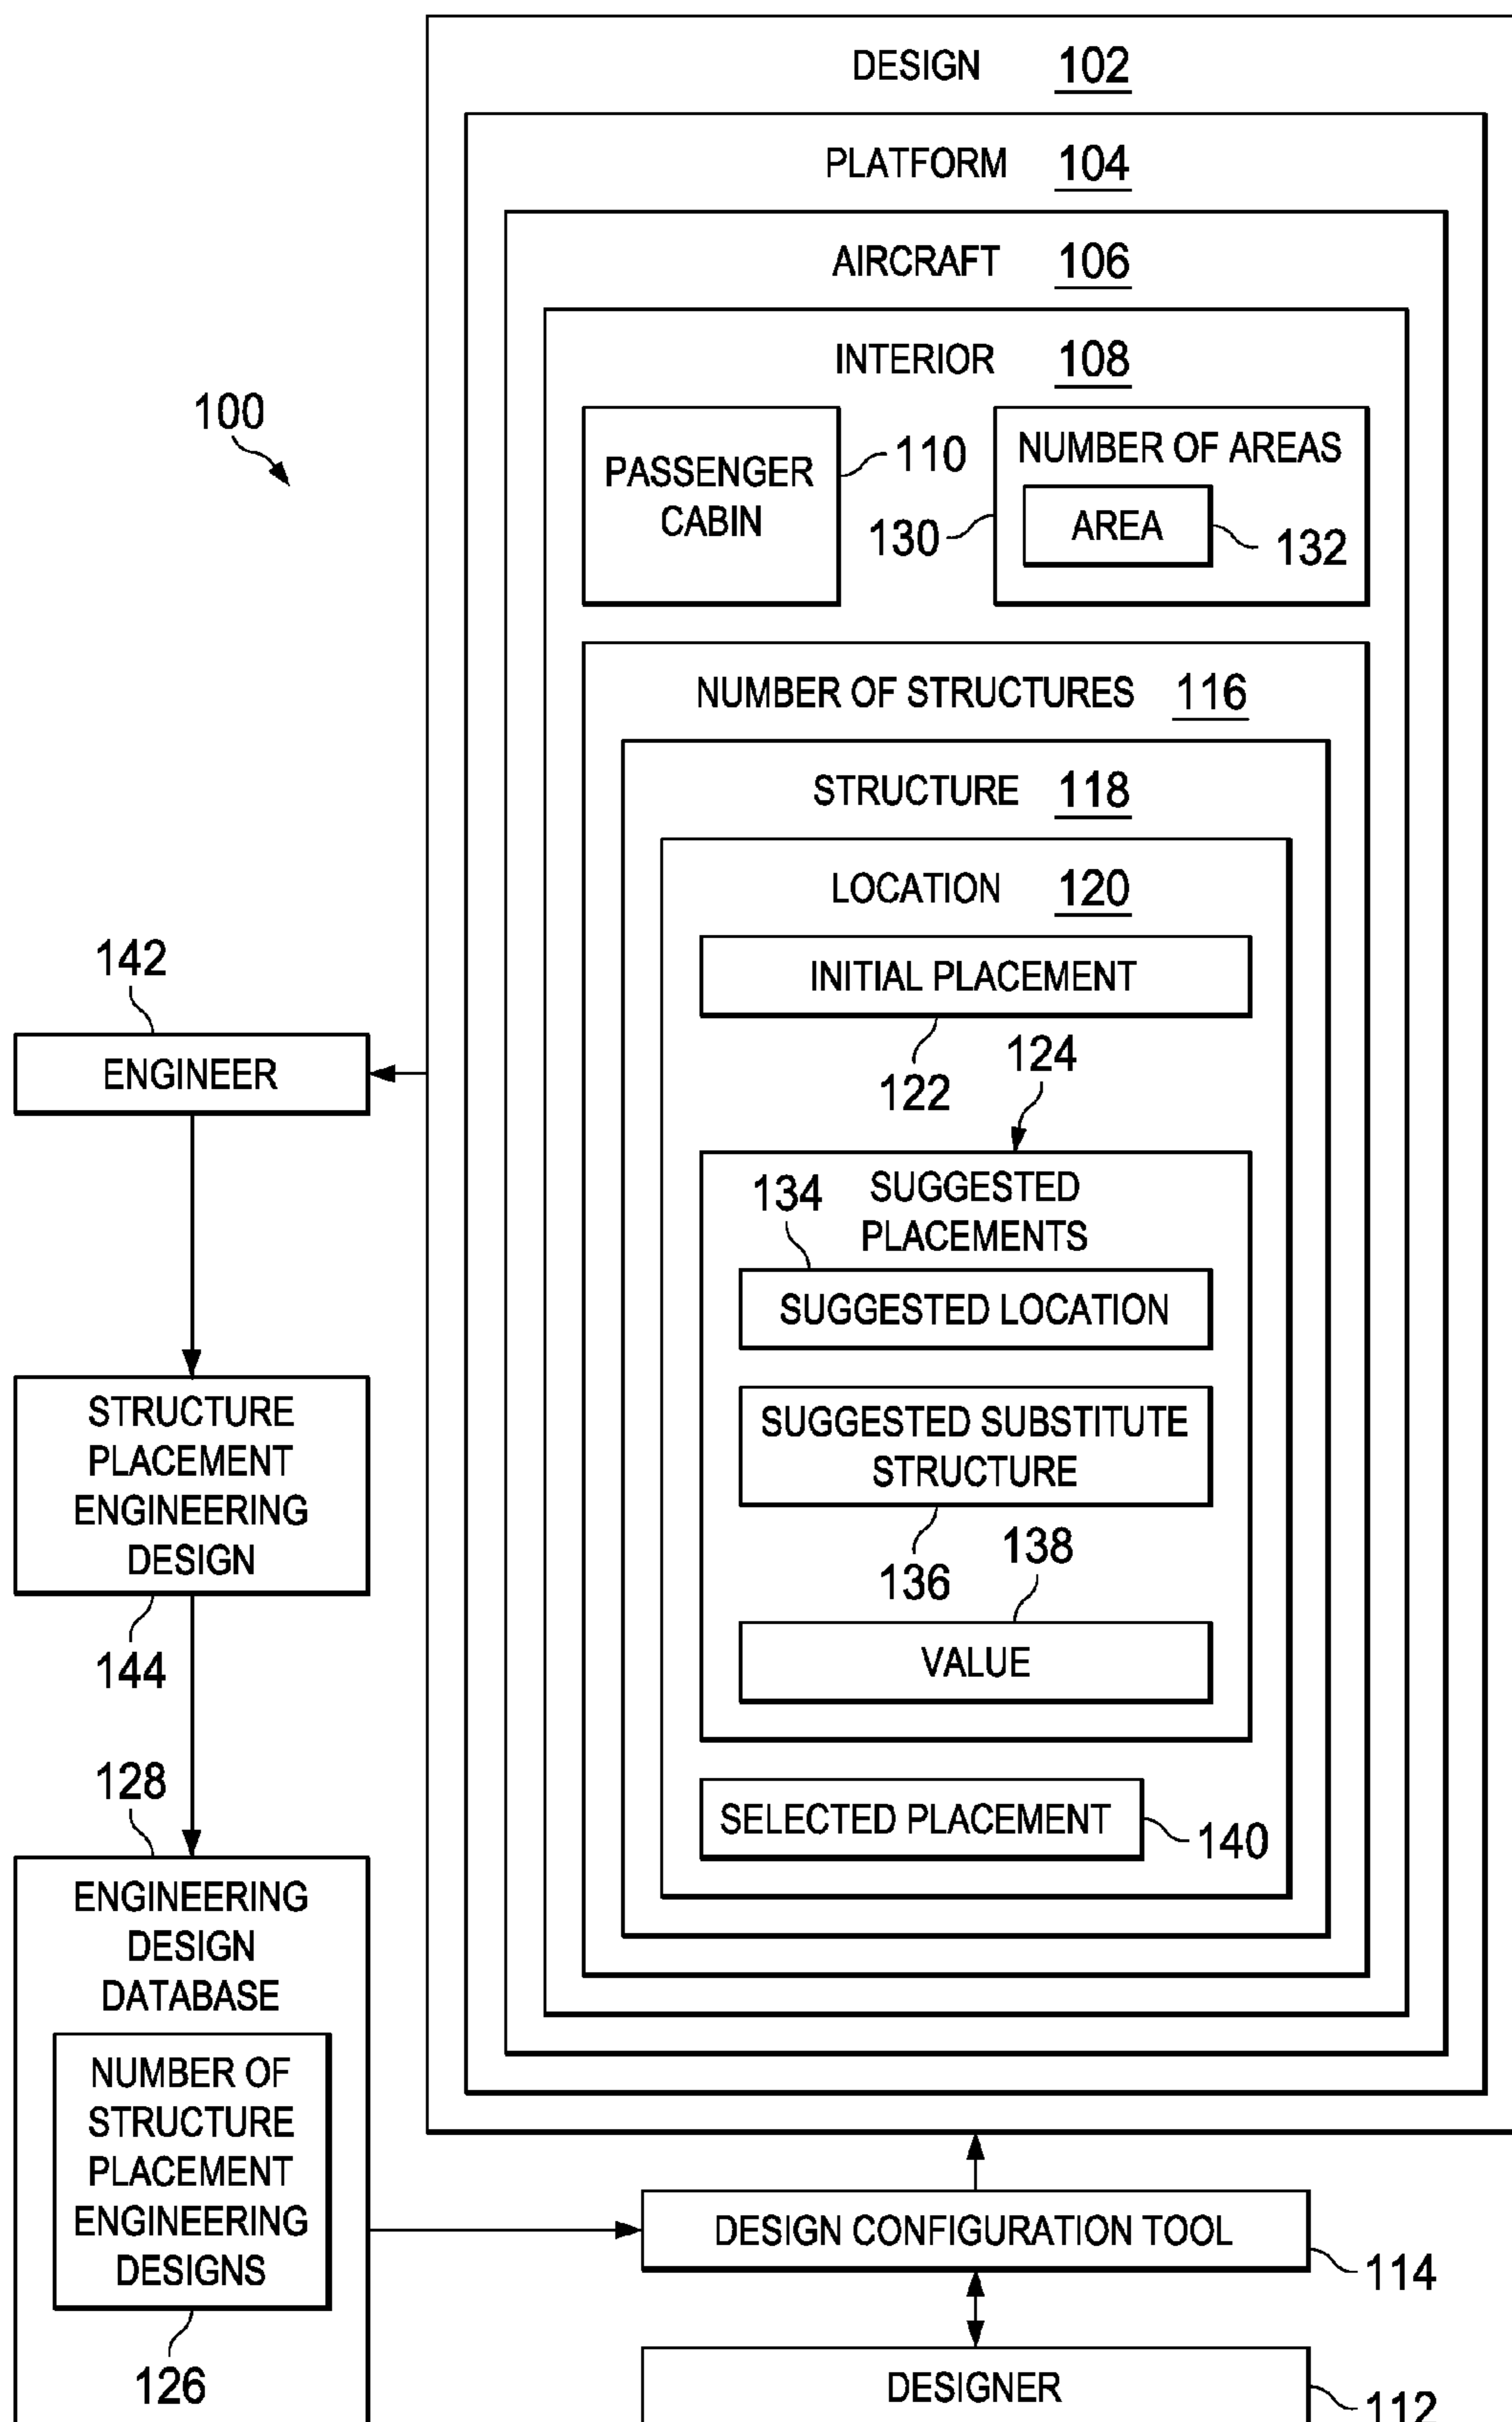 DESIGN 102
PLATFORM 104
AIRCRAFT 106
INTERIOR 108
100
PASSENGER
CABIN
110
NUMBER OF AREAS
130
AREA
132
NUMBER OF STRUCTURES 116
STRUCTURE 118
LOCATION 120
INITIAL PLACEMENT
122
124
SUGGESTED
PLACEMENTS
134
SUGGESTED LOCATION
SUGGESTED SUBSTITUTE
STRUCTURE
136
138
VALUE
SELECTED PLACEMENT
140
142
ENGINEER
STRUCTURE
PLACEMENT
ENGINEERING
DESIGN
144
128
ENGINEERING
DESIGN
DATABASE
NUMBER OF
STRUCTURE
PLACEMENT
ENGINEERING
DESIGNS
126
DESIGN CONFIGURATION TOOL
114
DESIGNER
112